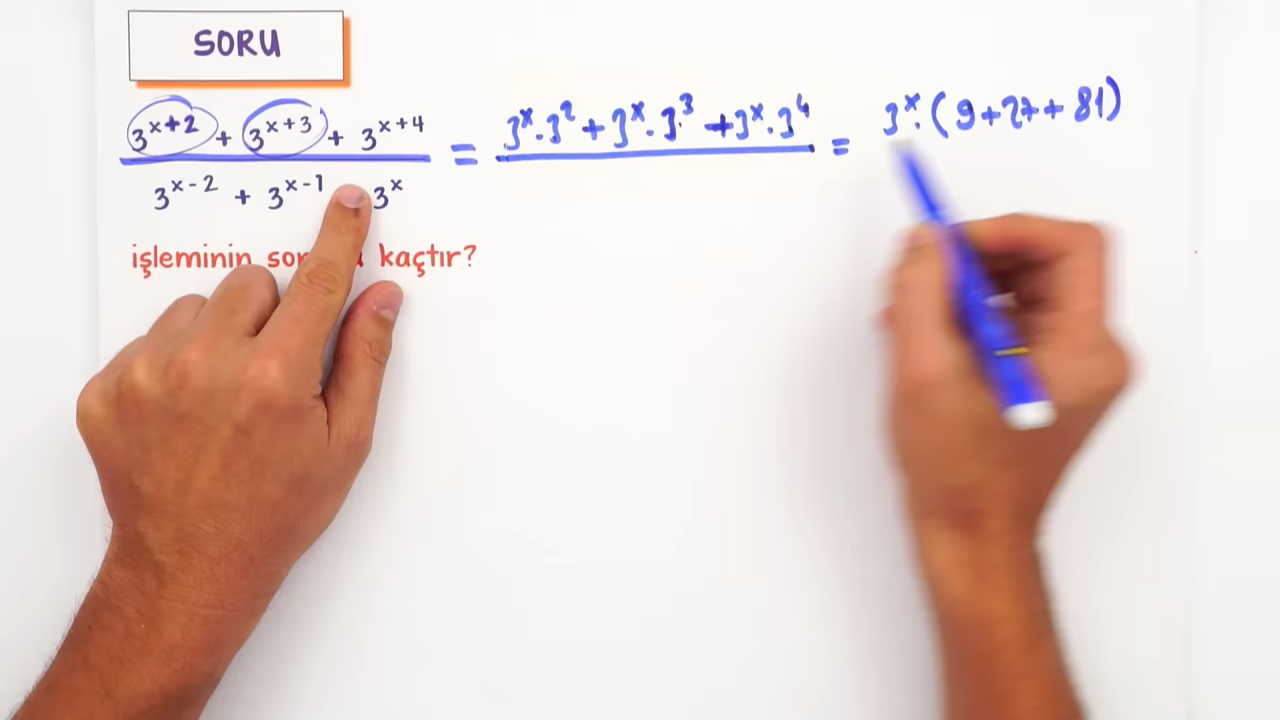 SORU
3^{x+2} + 3^{x+3} + 3^{x+4} = 3^x · 3^2 + 3^x · 3^3 + 3^x · 3^4 = 3^x · (9 + 27 + 81)
3^{x-2} + 3^{x-1} 3^x
işleminin kaçtır?